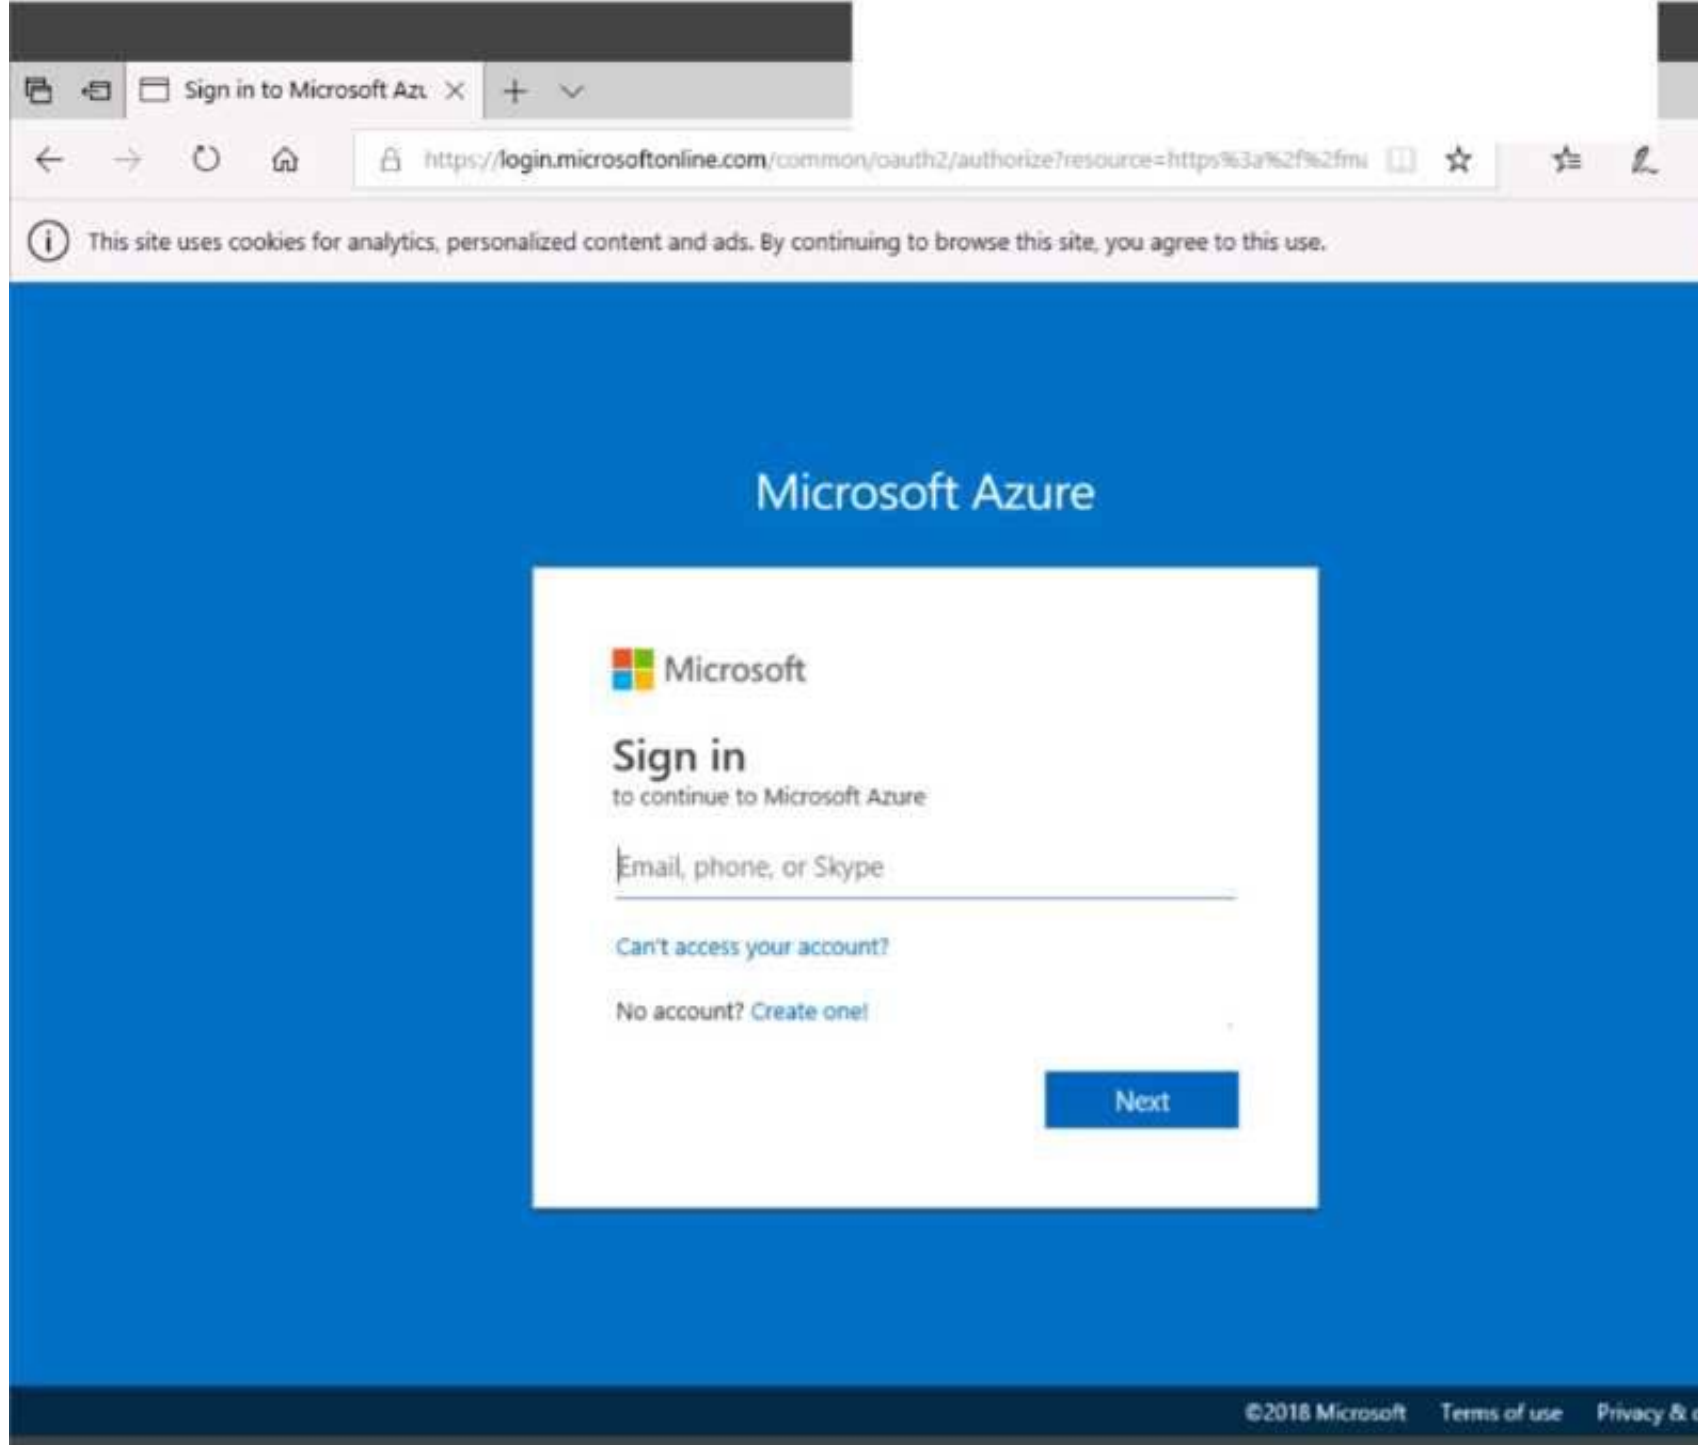 Sign in to Microsoft Azu
https://login.microsoftonline.com/common/oauth2/authorize?resource=https%3a%2f%2fma
This site uses cookies for analytics, personalized content and ads. By continuing to browse this site, you agree to this use.
Microsoft Azure
Microsoft
Sign in
to continue to Microsoft Azure
Email, phone, or Skype
Can't access your account?
No account? Create one!
Next
©2018 Microsoft Terms of use Privacy &